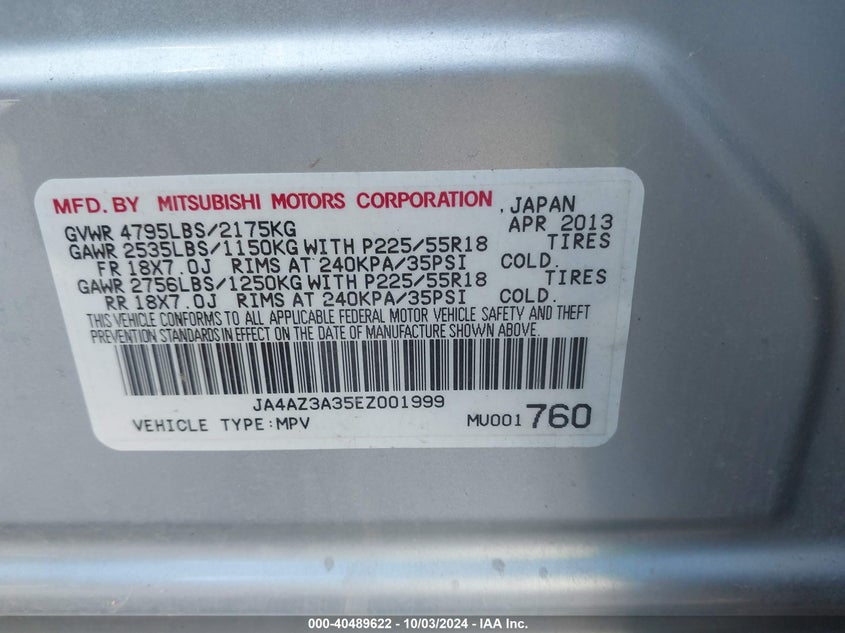 MFD. BY MITSUBISHI MOTORS CORPORATION , JAPAN
GVWR 4795LBS/2175KG APR 2013
GAWR 2535LBS/1150KG WITH P225/55R18 TIRES
FR 18X7.0J RIMS AT 240KPA/35PSI COLD.
GAWR 2756LBS/1250KG WITH P225/55R18 TIRES
RR 18X7.0J RIMS AT 240KPA/35PSI COLD.
THIS VEHICLE CONFORMS TO ALL APPLICABLE FEDERAL MOTOR VEHICLE SAFETY AND THEFT
PREVENTION STANDARDS IN EFFECT ON THE DATE OF MANUFACTURE SHOWN ABOVE.
JA4AZ3A35EZ001999
VEHICLE TYPE:MPV MU001 760
000-40489622 - 10/03/2024 - IAA Inc.